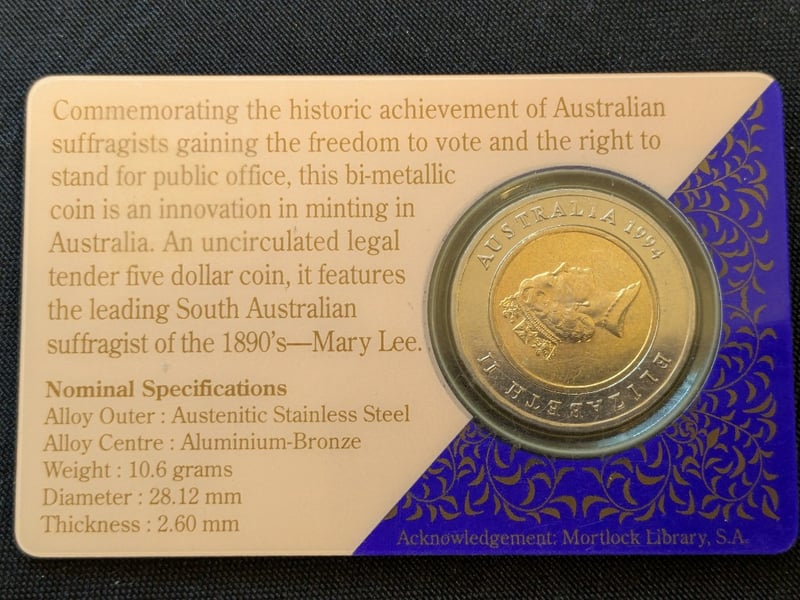 Commemorating the historic achievement of Australian
suffragists gaining the freedom to vote and the right to
stand for public office, this bi-metallic
coin is an innovation in minting in
Australia. An uncirculated legal
tender five dollar coin, it features
the leading South Australian
suffragist of the 1890's—Mary Lee.
Nominal Specifications
Alloy Outer : Austenitic Stainless Steel
Alloy Centre : Aluminium-Bronze
Weight : 10.6 grams
Diameter : 28.12 mm
Thickness : 2.60 mm
AUSTRALIA 1994
ELIZABETH II
Acknowledgement: Mortlock Library, S.A.